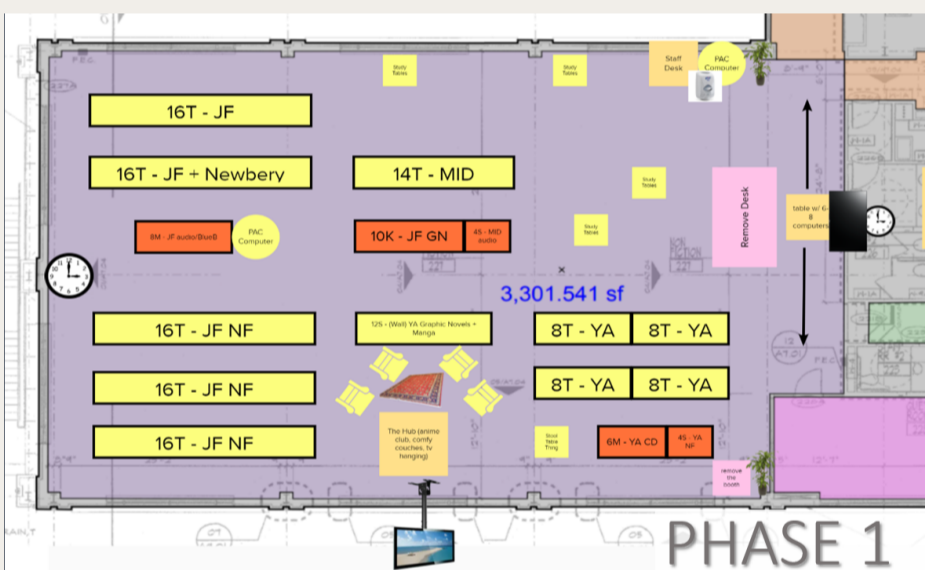 F.E.C.
Study
Tables
Study
Tables
Staff
Desk
PAC
Computer
16T - JF
16T - JF + Newbery
14T - MID
Study
Tables
Remove Desk
table w/ 6-
8
computers
8M - JF audio/BlueB
PAC
Computer
10K - JF GN
4S - MID
audio
Study
Tables
3,301.541 sf
16T - JF NF
12S - (Wall) YA Graphic Novels +
Manga
8T - YA
8T - YA
16T - JF NF
8T - YA
8T - YA
The Hub (anime
club, comfy
couches, tv
hanging)
16T - JF NF
6M - YA CD
4S - YA
NF
remove
the
booth
F.E.C.
PHASE 1